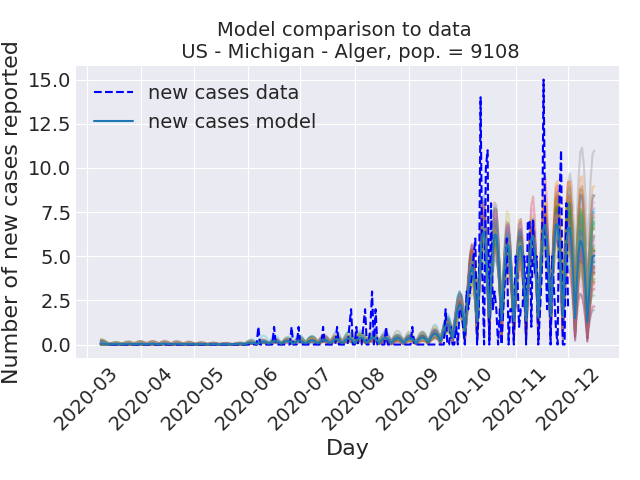 Model comparison to data
US - Michigan - Alger, pop. = 9108
Number of new cases reported
15.0
12.5
10.0
7.5
5.0
2.5
0.0
new cases data
new cases model
2020-03
2020-04
2020-05
2020-06
2020-07
2020-08
2020-09
2020-10
2020-11
2020-12
Day